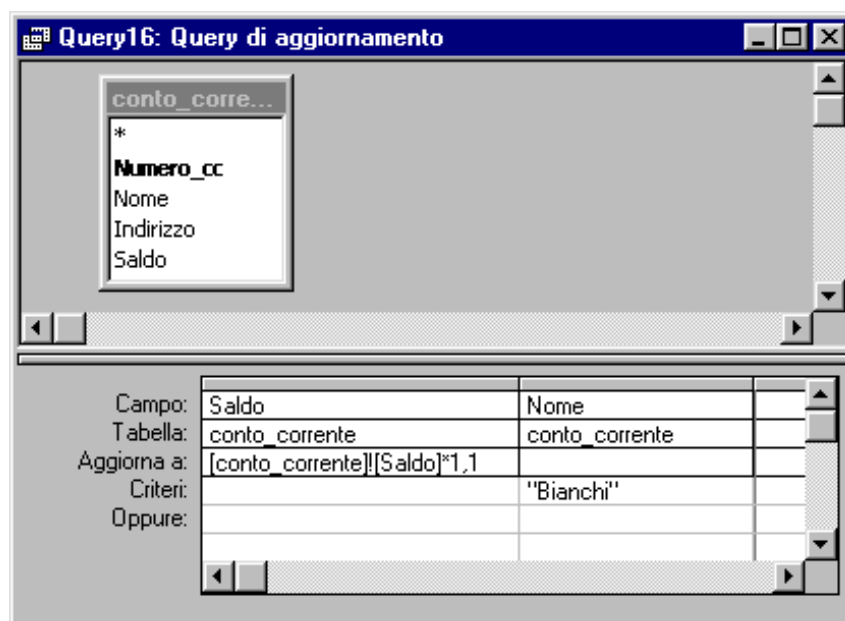 Query16: Query di aggiornamento
conto_corre...
*
Numero_cc
Nome
Indirizzo
Saldo
Campo: Saldo Nome
Tabella: conto_corrente conto_corrente
Aggiorna a: [conto_corrente]![Saldo]*1,1
Criteri: "Bianchi"
Oppure: